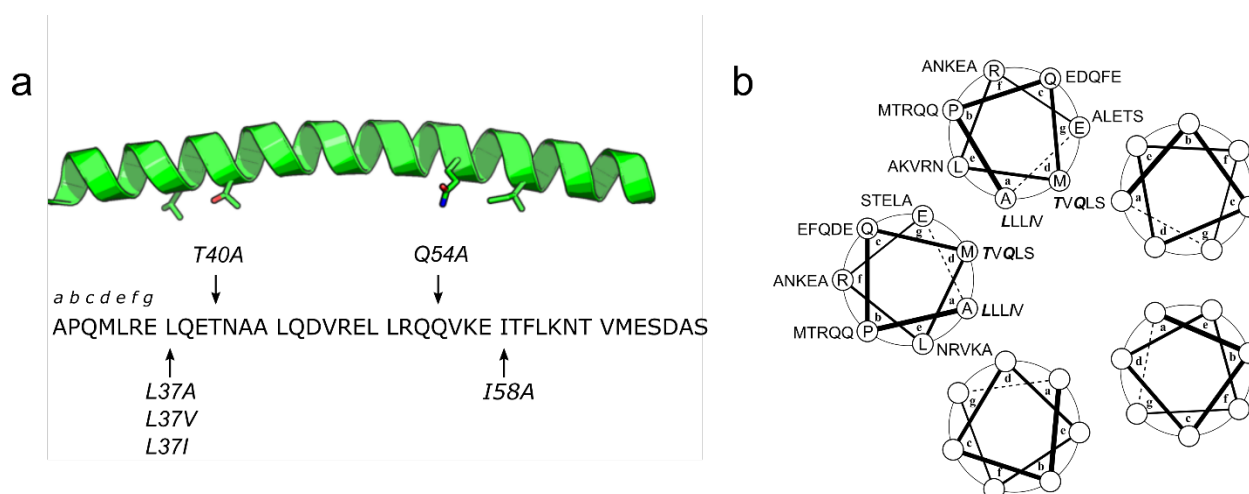 a
T40A Q54A
a b c d e f g
APQMLRE LQETNAA LQDVREL LRQQVKE ITFLKNT VMESDAS
L37A I58A
L37V
L37I
b
ANKEA R f Q c EDQFE
MTRQQ P b g E ALETS
AKVRN L e a A d M
LLLIV TVQLS
STELA E g
EFQDE Q c d M TVQLS
ANKEA R f a A LLLIV
MTRQQ P b e L NRVKA
b
e f
a c
d g
a e
d b
g f
c
d
g a
c e
f b